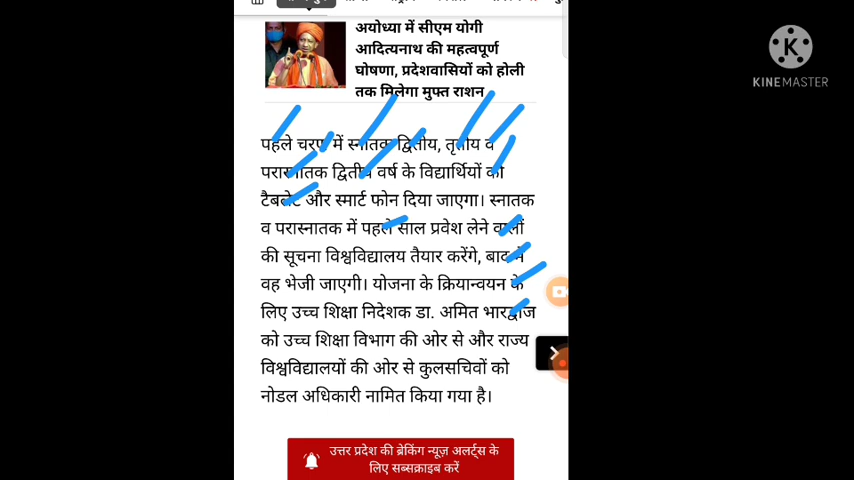 अयोध्या में सीएम योगी
आदित्यनाथ की महत्वपूर्ण
घोषणा, प्रदेशवासियों को होली
तक मिलेगा मुफ्त राशन
K
KINEMASTER
पहले चरण में स्नातक द्वितीय, तृतीय व
परास्नातक द्वितीय वर्ष के विद्यार्थियों को
टैबलेट और स्मार्ट फोन दिया जाएगा। स्नातक
व परास्नातक में पहले साल प्रवेश लेने वालों
की सूचना विश्वविद्यालय तैयार करेंगे, बाद में
वह भेजी जाएगी। योजना के क्रियान्वयन के
लिए उच्च शिक्षा निदेशक डा. अमित भारद्वाज
को उच्च शिक्षा विभाग की ओर से और राज्य
विश्वविद्यालयों की ओर से कुलसचिवों को
नोडल अधिकारी नामित किया गया है।
उत्तर प्रदेश की ब्रेकिंग न्यूज़ अलर्ट्स के
लिए सब्सक्राइब करें